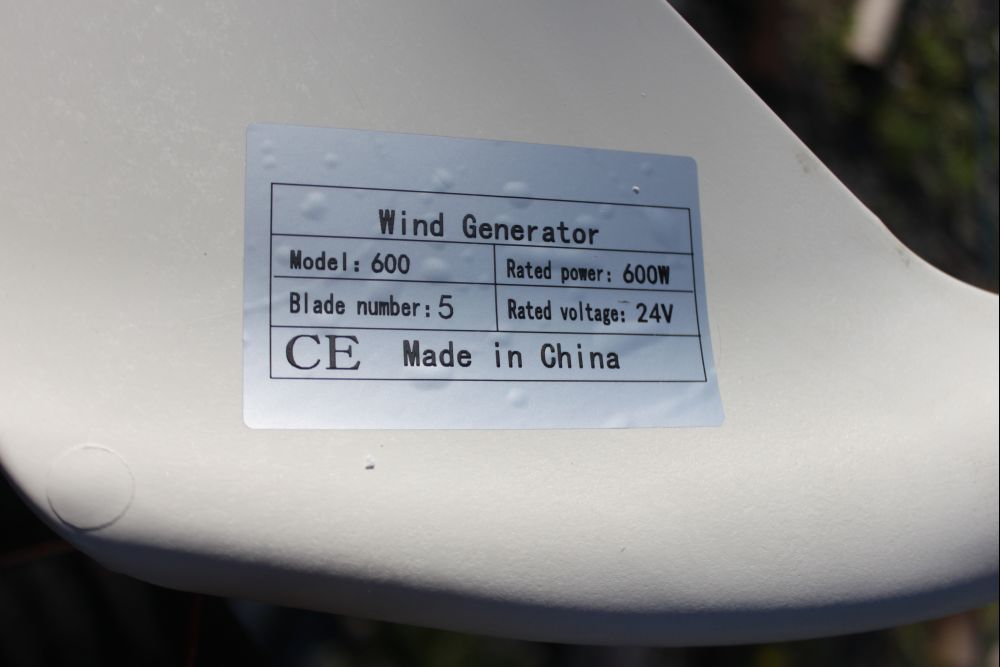 Wind Generator
Model: 600 Rated power: 600W
Blade number: 5 Rated voltage: 24V
CE Made in China